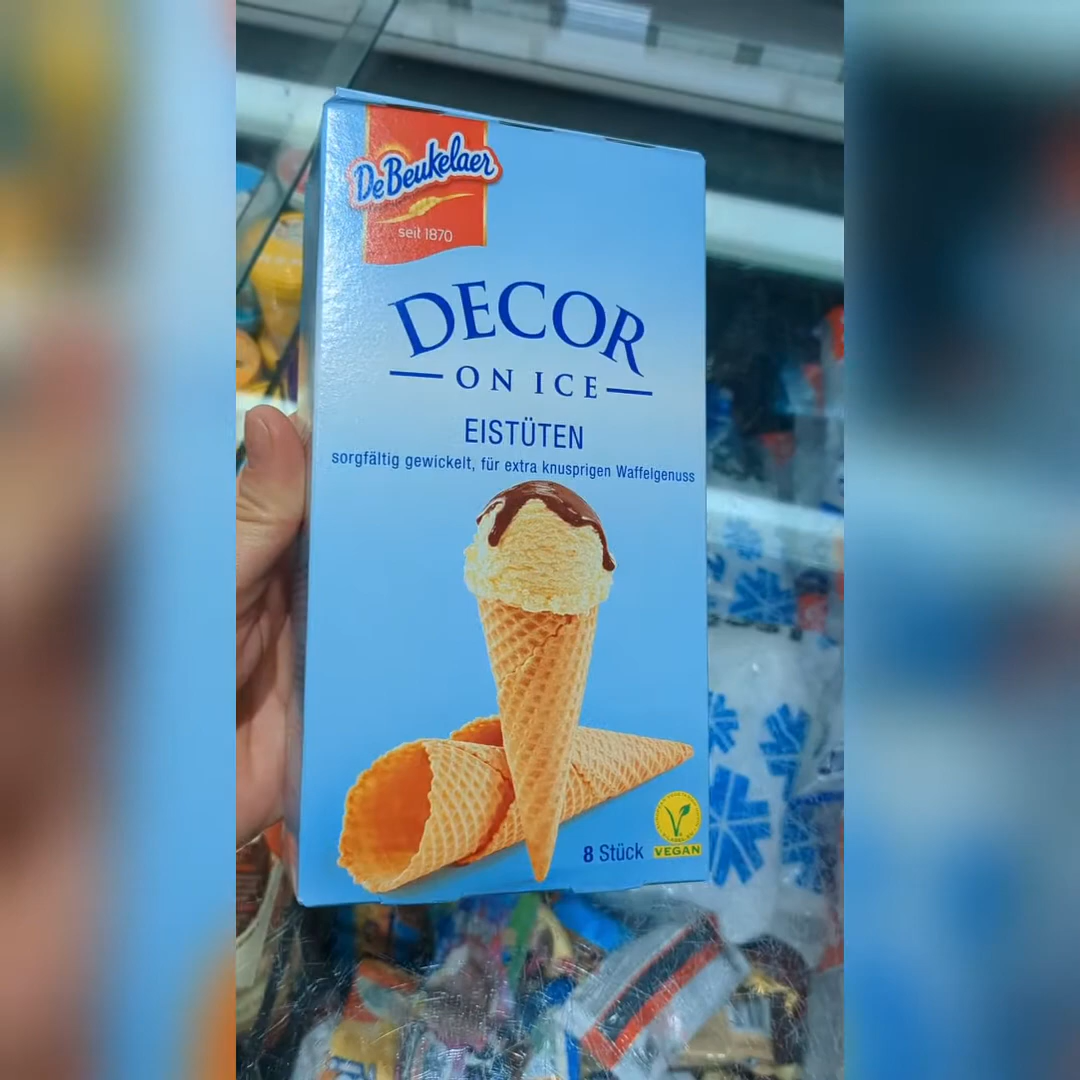 DeBeukelaer
seit 1870
DECOR
ON ICE
EISTÜTEN
sorgfältig gewickelt, für extra knusprigen Waffelgenuss
8 Stück
VEGAN